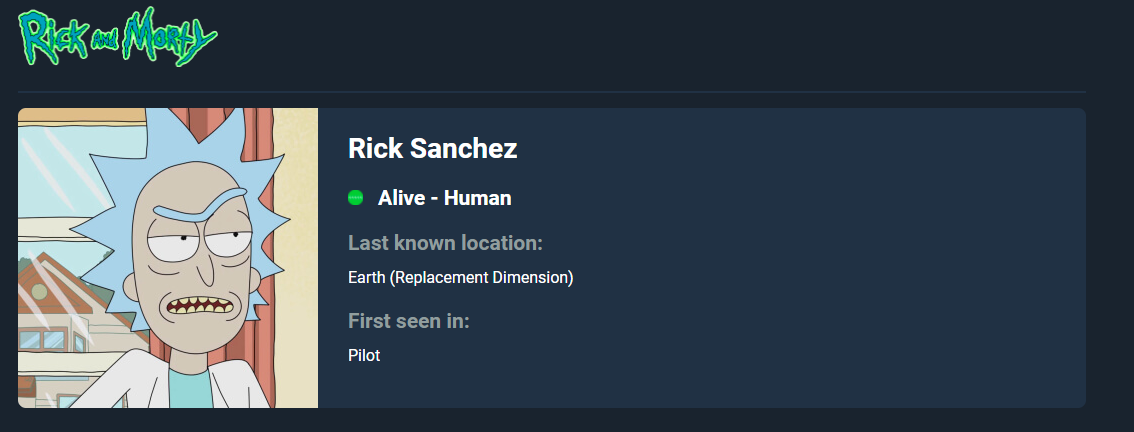 Rick and Morty
Rick Sanchez
Alive - Human
Last known location:
Earth (Replacement Dimension)
First seen in:
Pilot